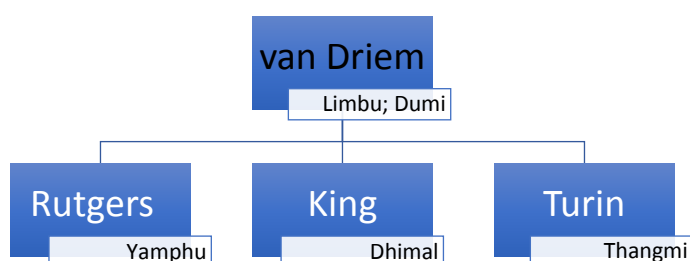 van Driem
Limbu; Dumi
Rutgers
Yamphu
King
Dhimal
Turin
Thangmi